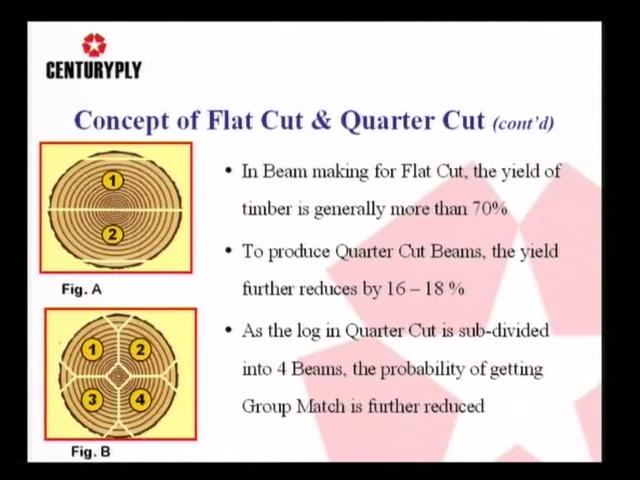 CENTURYPLY
Concept of Flat Cut & Quarter Cut (cont'd)
1
2
Fig. A
• In Beam making for Flat Cut, the yield of
timber is generally more than 70%
• To produce Quarter Cut Beams, the yield
further reduces by 16 – 18 %
• As the log in Quarter Cut is sub-divided
into 4 Beams, the probability of getting
Group Match is further reduced
1 2
3 4
Fig. B